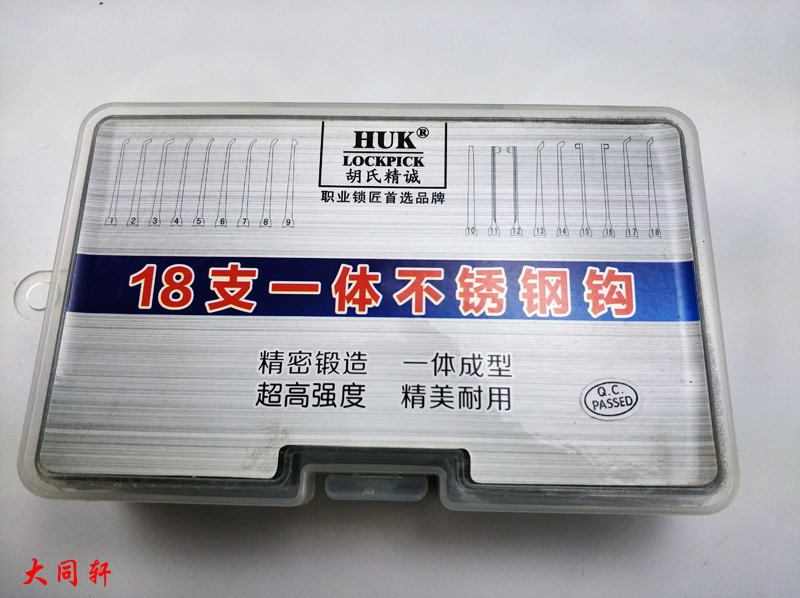 HUK®
LOCKPICK
胡氏精诚
职业锁匠首选品牌
1 2 3 4 5 6 7 8 9
10 11 12 13 14 15 16 17 18
18支一体不锈钢钩
精密锻造 一体成型
超高强度 精美耐用
Q.C.
PASSED
大同轩